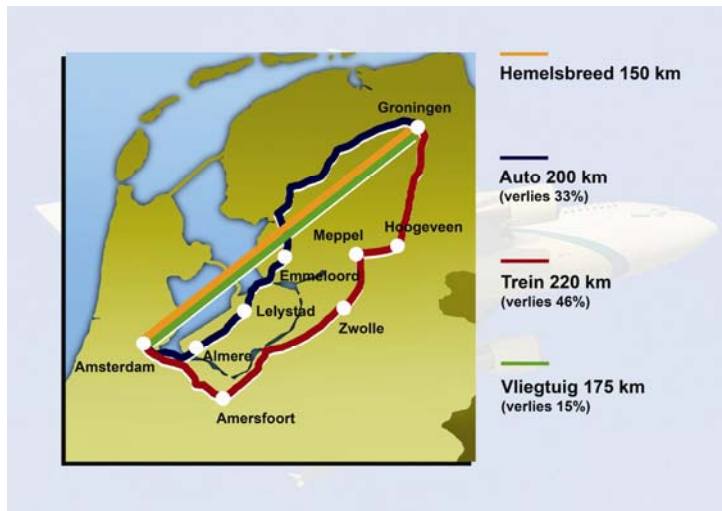 Hemelsbreed 150 km
Groningen
Auto 200 km
(verlies 33%)
Hoogeveen
Meppel
Emmeloord
Trein 220 km
(verlies 46%)
Lelystad
Zwolle
Almere
Amsterdam
Vliegtuig 175 km
(verlies 15%)
Amersfoort